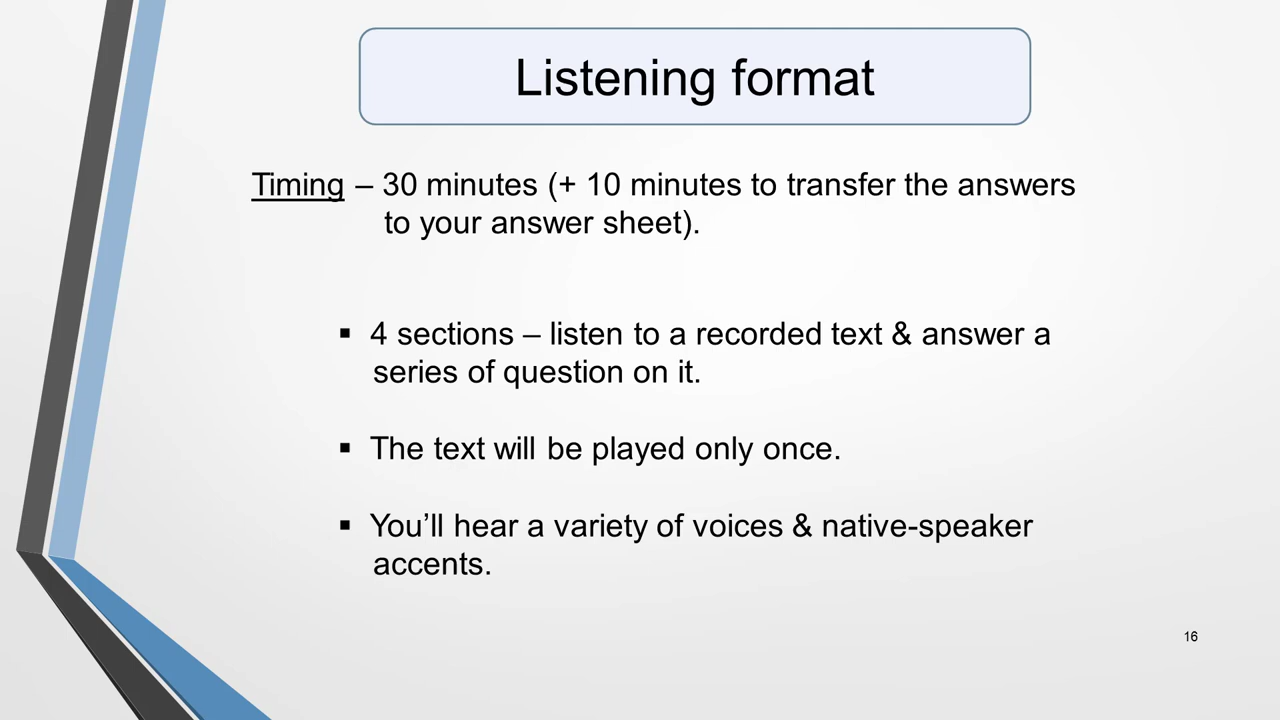 Listening format
Timing – 30 minutes (+ 10 minutes to transfer the answers
to your answer sheet).
▪ 4 sections – listen to a recorded text & answer a
series of question on it.
▪ The text will be played only once.
▪ You’ll hear a variety of voices & native-speaker
accents.
16